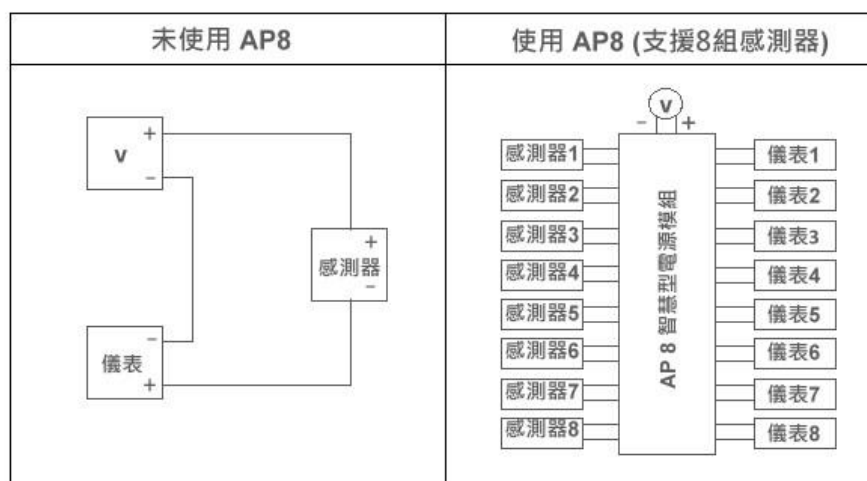 未使用 AP8
使用 AP8 (支援8組感測器)
v
+
-
+
感測器
-
-
儀表
+
v
- +
感測器1
感測器2
感測器3
感測器4
感測器5
感測器6
感測器7
感測器8
AP 8 智慧型電源模組
儀表1
儀表2
儀表3
儀表4
儀表5
儀表6
儀表7
儀表8